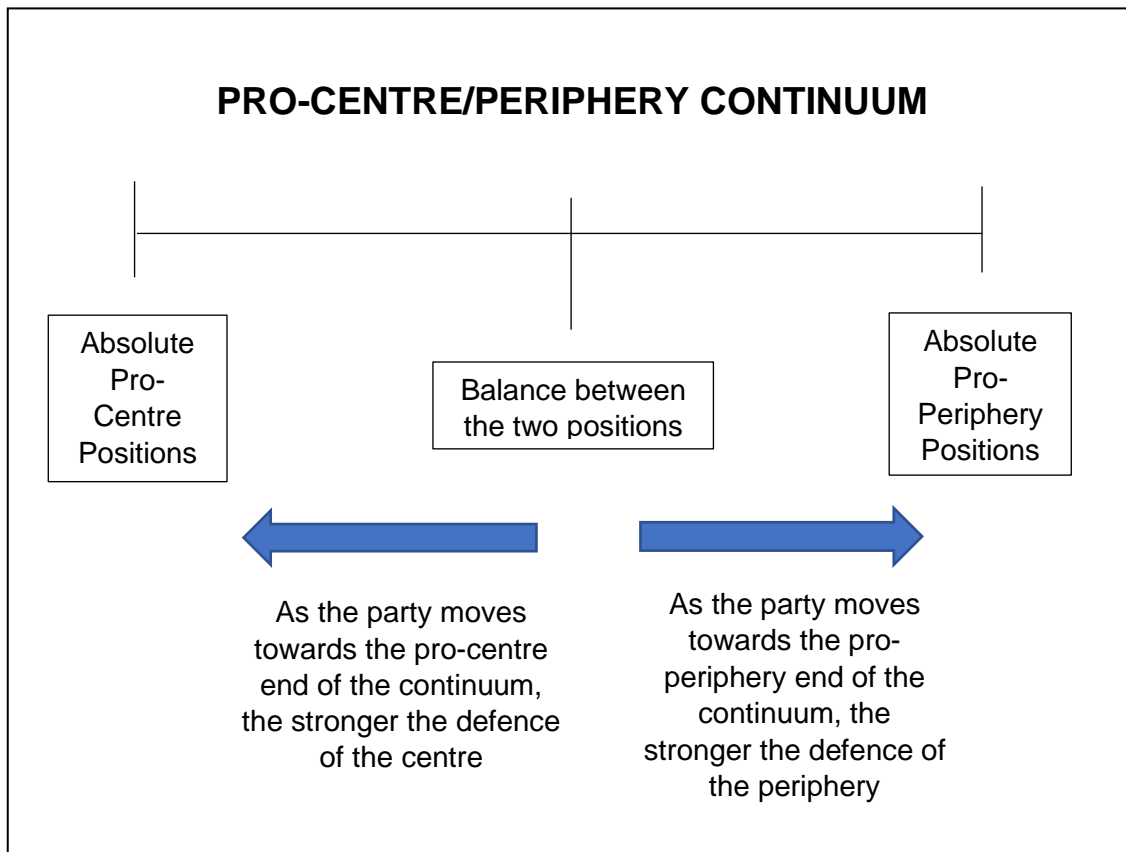 PRO-CENTRE/PERIPHERY CONTINUUM
Absolute
Pro-
Centre
Positions
Balance between
the two positions
Absolute
Pro-
Periphery
Positions
As the party moves
towards the pro-centre
end of the continuum,
the stronger the defence
of the centre
As the party moves
towards the pro-
periphery end of the
continuum, the
stronger the defence of
the periphery